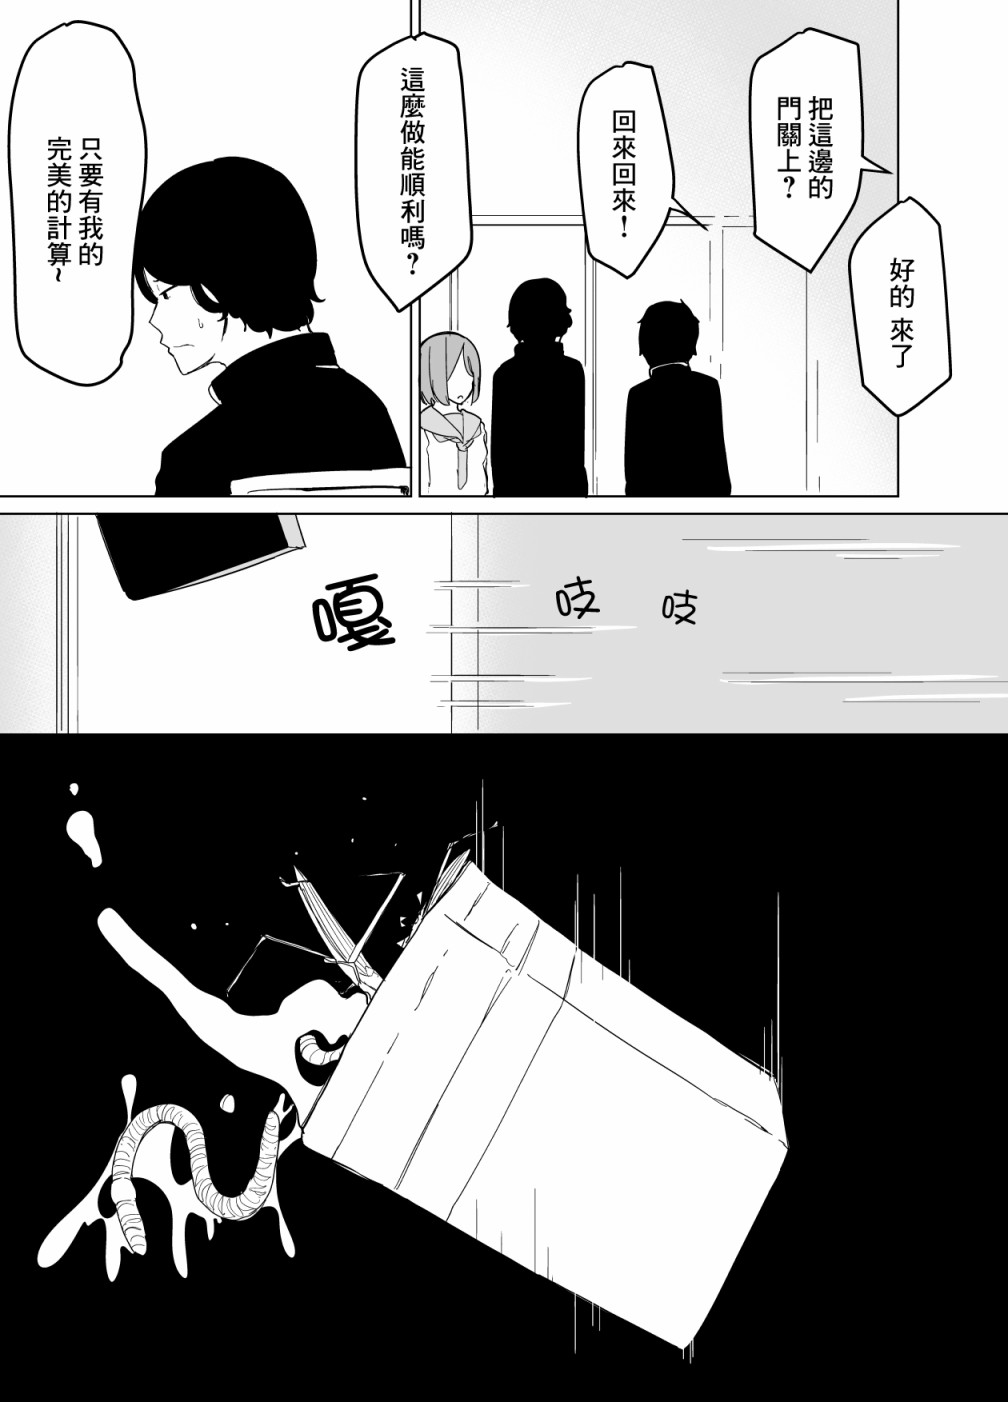 好的 來了
把這邊的
門關上？
回來回來！
這麼做能順利嗎？
只要有我的
完美的計算~
嘎
吱
吱